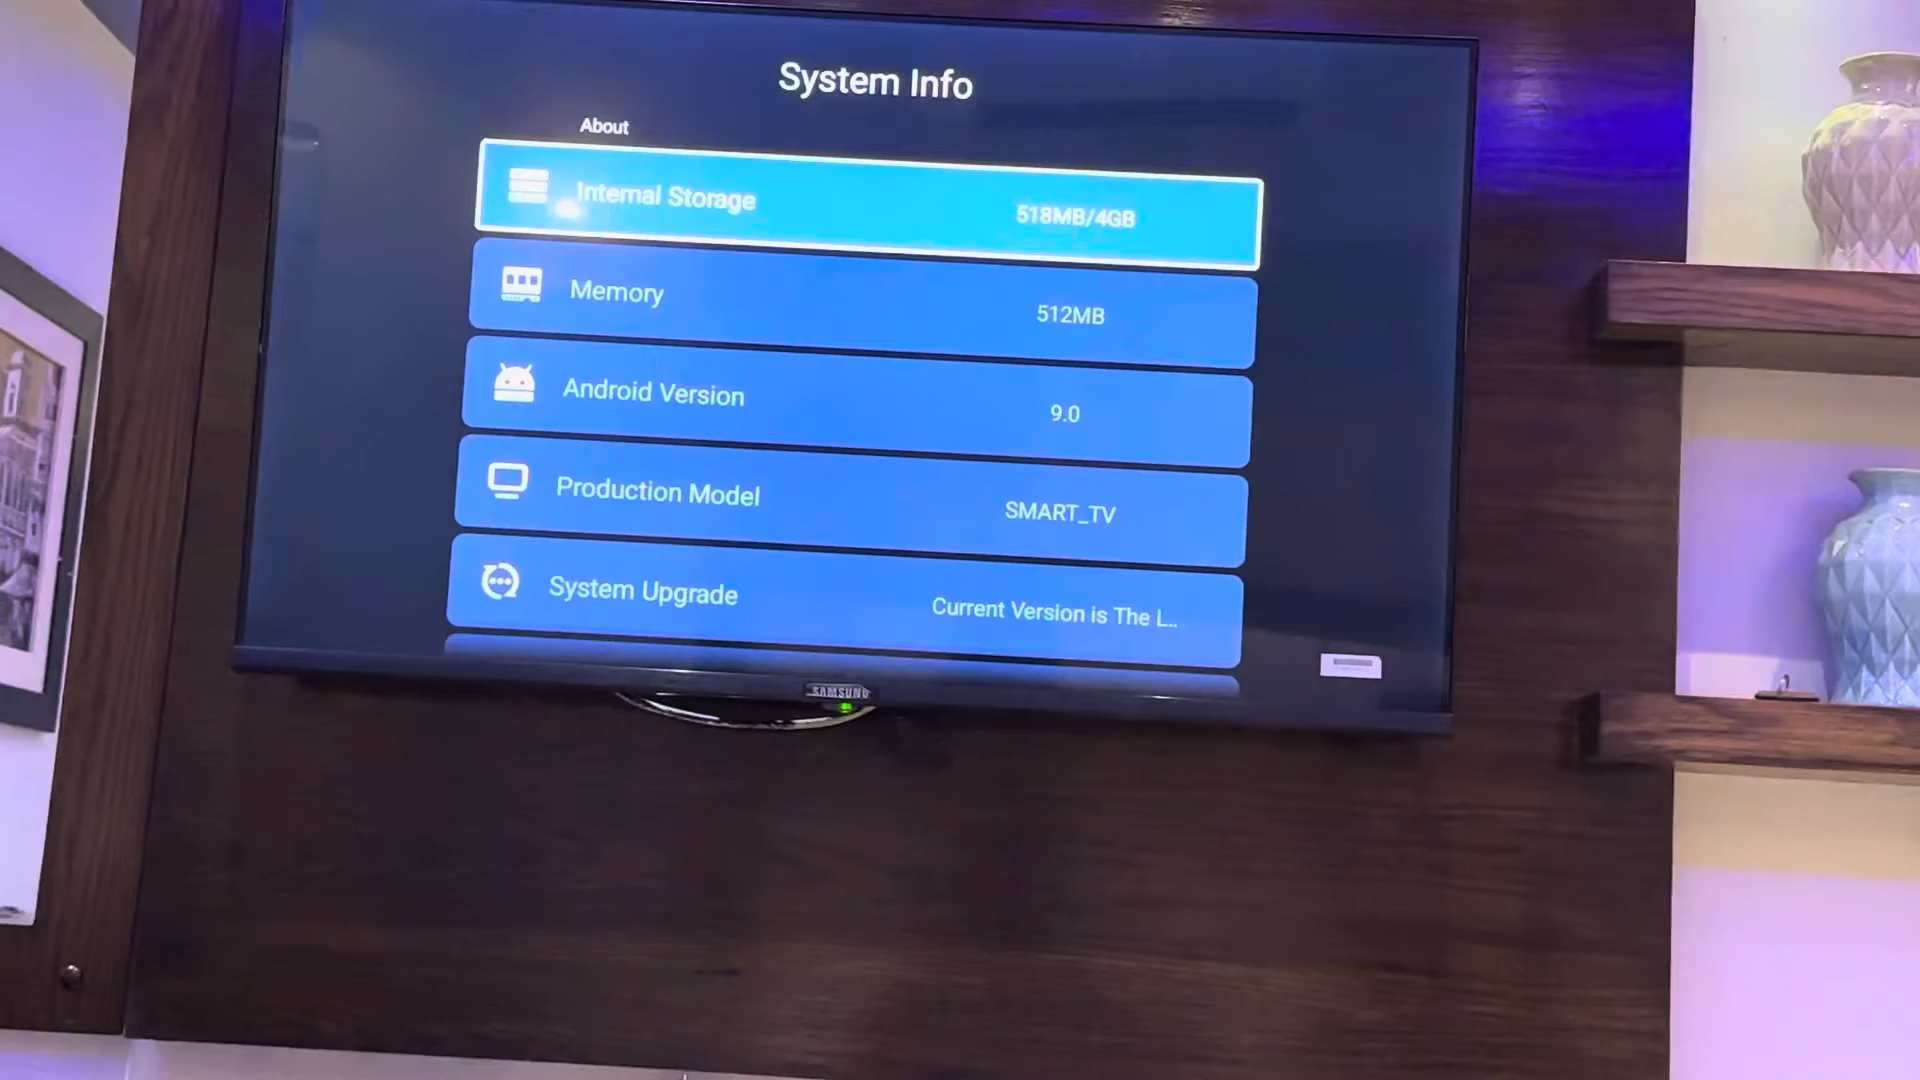 System Info
About
Internal Storage 518MB/4GB
Memory 512MB
Android Version 9.0
Production Model SMART_TV
System Upgrade Current Version is The L..
SAMSUNG